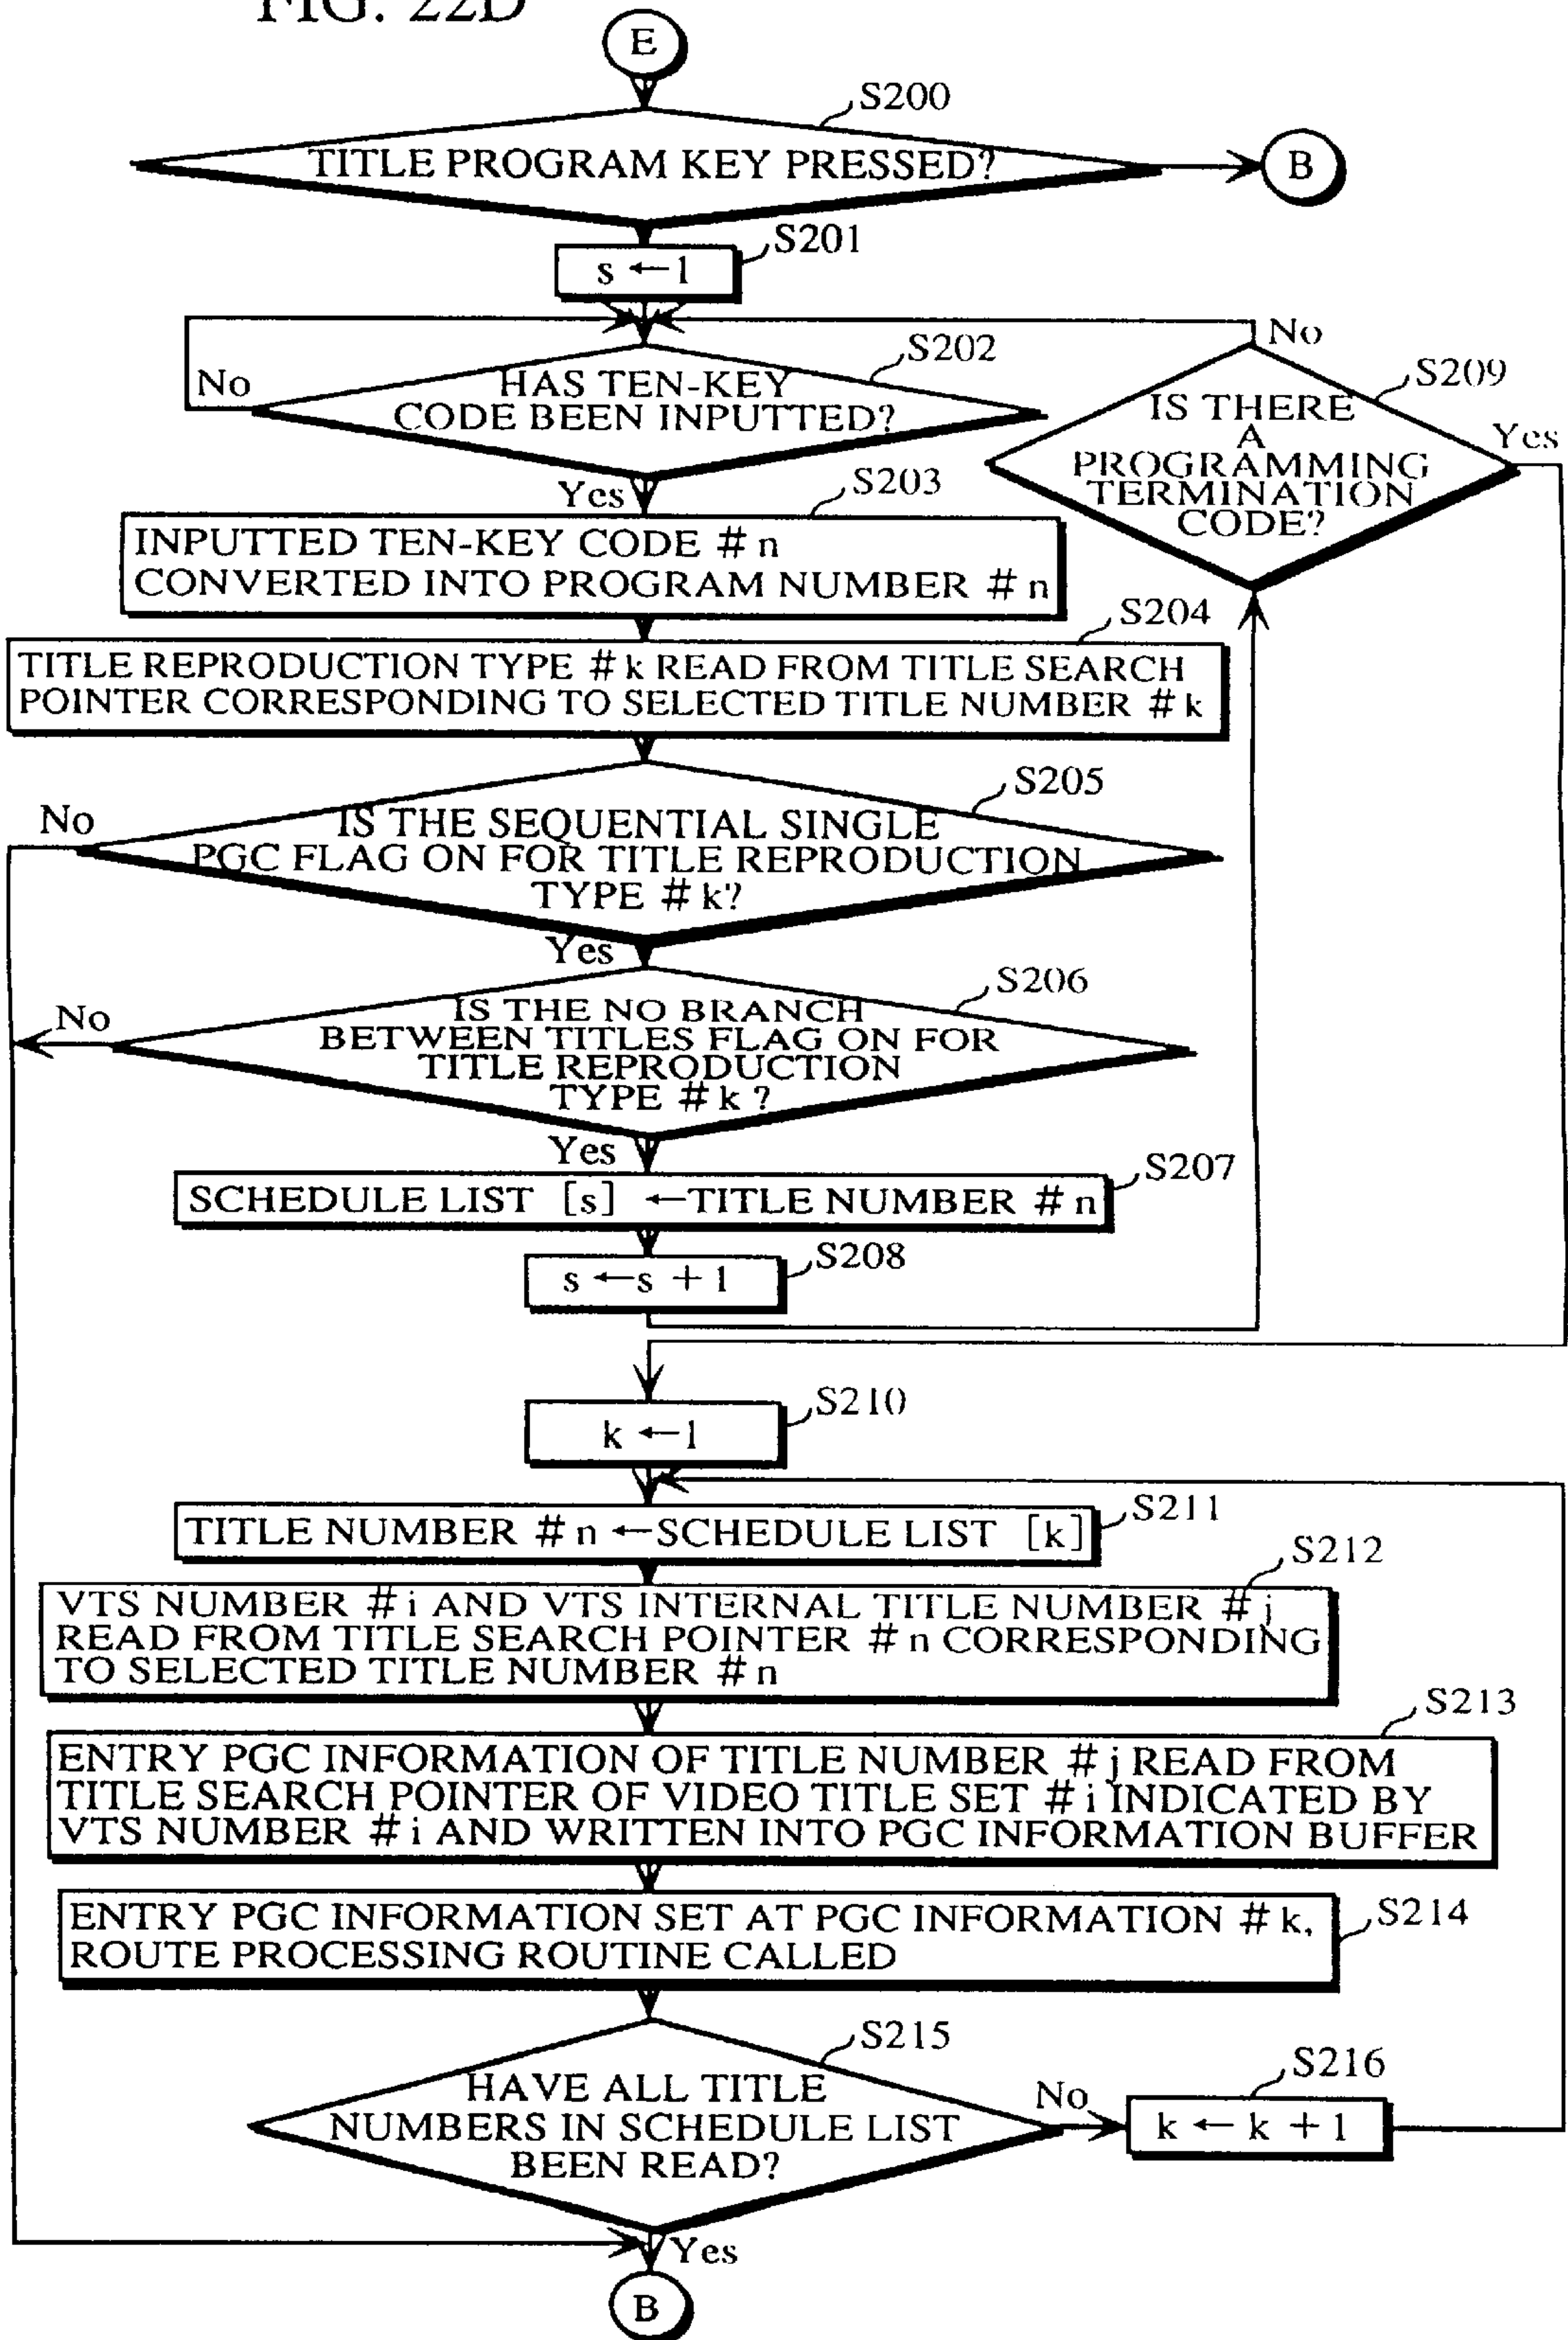 FIG. 22D
E
S200
TITLE PROGRAM KEY PRESSED?
B
S201
s ←1
No
S202
HAS TEN-KEY
CODE BEEN INPUTTED?
No
S209
IS THERE
A
PROGRAMMING
TERMINATION
CODE?
Yes
Yes
S203
INPUTTED TEN-KEY CODE # n
CONVERTED INTO PROGRAM NUMBER # n
S204
TITLE REPRODUCTION TYPE # k READ FROM TITLE SEARCH
POINTER CORRESPONDING TO SELECTED TITLE NUMBER # k
S205
No
IS THE SEQUENTIAL SINGLE
PGC FLAG ON FOR TITLE REPRODUCTION
TYPE # k?
Yes
S206
No
IS THE NO BRANCH
BETWEEN TITLES FLAG ON FOR
TITLE REPRODUCTION
TYPE # k ?
Yes
S207
SCHEDULE LIST [s] ←TITLE NUMBER # n
S208
s ←s + 1
S210
k ←1
S211
TITLE NUMBER # n ←SCHEDULE LIST [k]
S212
VTS NUMBER # i AND VTS INTERNAL TITLE NUMBER # j
READ FROM TITLE SEARCH POINTER # n CORRESPONDING
TO SELECTED TITLE NUMBER # n
S213
ENTRY PGC INFORMATION OF TITLE NUMBER # j READ FROM
TITLE SEARCH POINTER OF VIDEO TITLE SET # i INDICATED BY
VTS NUMBER # i AND WRITTEN INTO PGC INFORMATION BUFFER
S214
ENTRY PGC INFORMATION SET AT PGC INFORMATION # k,
ROUTE PROCESSING ROUTINE CALLED
S215
HAVE ALL TITLE
NUMBERS IN SCHEDULE LIST
BEEN READ?
No
S216
k ← k + 1
Yes
B